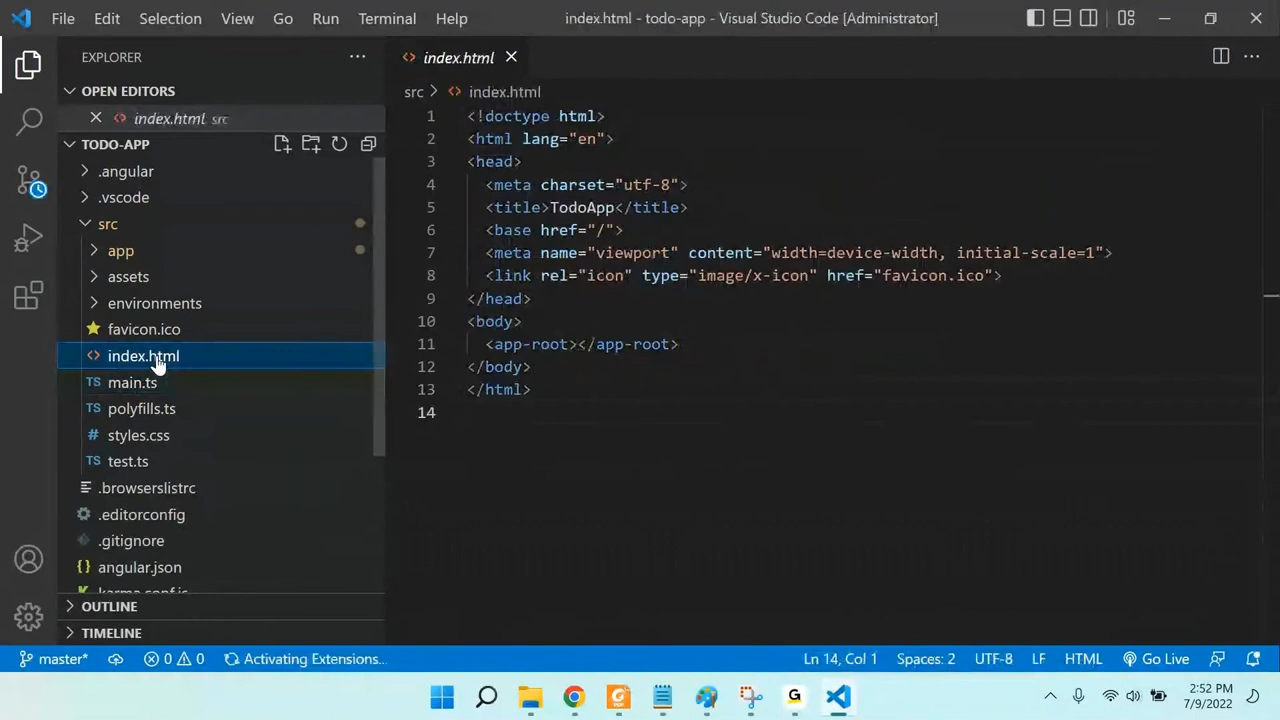 File Edit Selection View Go Run Terminal Help index.html - todo-app - Visual Studio Code [Administrator]
EXPLORER
OPEN EDITORS
index.html src
TODO-APP
.angular
.vscode
src
app
assets
environments
favicon.ico
index.html
TS main.ts
TS polyfills.ts
# styles.css
TS test.ts
.browserslistrc
.editorconfig
.gitignore
{} angular.json
karma.conf.js
OUTLINE
TIMELINE
index.html
src > index.html
1 <!doctype html>
2 <html lang="en">
3 <head>
4 <meta charset="utf-8">
5 <title>TodoApp</title>
6 <base href="/">
7 <meta name="viewport" content="width=device-width, initial-scale=1">
8 <link rel="icon" type="image/x-icon" href="favicon.ico">
9 </head>
10 <body>
11 <app-root></app-root>
12 </body>
13 </html>
14
master* 0 0 Activating Extensions... Ln 14, Col 1 Spaces: 2 UTF-8 LF HTML Go Live
G
2:52 PM
7/9/2022